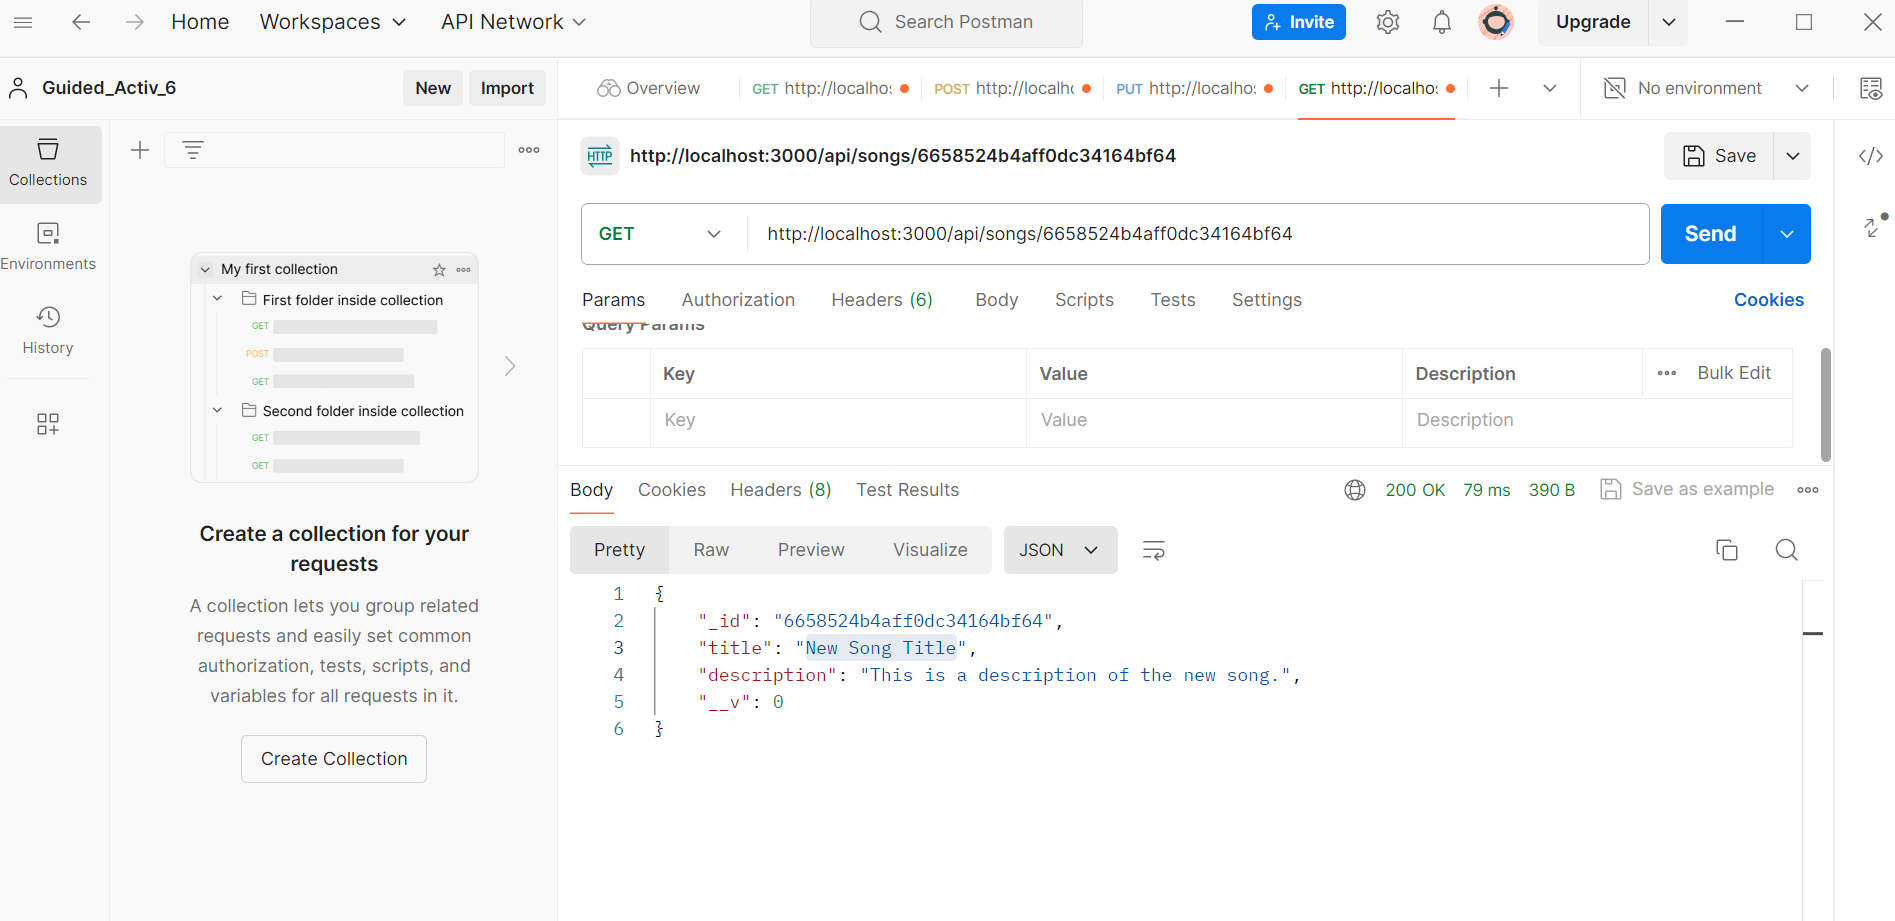 Home Workspaces API Network Search Postman Invite Upgrade
Guided_Activ_6 New Import
Overview GET http://localhos POST http://localh PUT http://localhos GET http://localhos No environment
Collections
Environments
History
My first collection
First folder inside collection
GET
POST
GET
Second folder inside collection
GET
GET
Create a collection for your
requests
A collection lets you group related
requests and easily set common
authorization, tests, scripts, and
variables for all requests in it.
Create Collection
HTTP http://localhost:3000/api/songs/6658524b4aff0dc34164bf64 Save
GET http://localhost:3000/api/songs/6658524b4aff0dc34164bf64 Send
Params Authorization Headers (6) Body Scripts Tests Settings Cookies
Query Params
Key Value Description Bulk Edit
Key Value Description
Body Cookies Headers (8) Test Results 200 OK 79 ms 390 B Save as example
Pretty Raw Preview Visualize JSON
1 {
2 "_id": "6658524b4aff0dc34164bf64",
3 "title": "New Song Title",
4 "description": "This is a description of the new song.",
5 "__v": 0
6 }